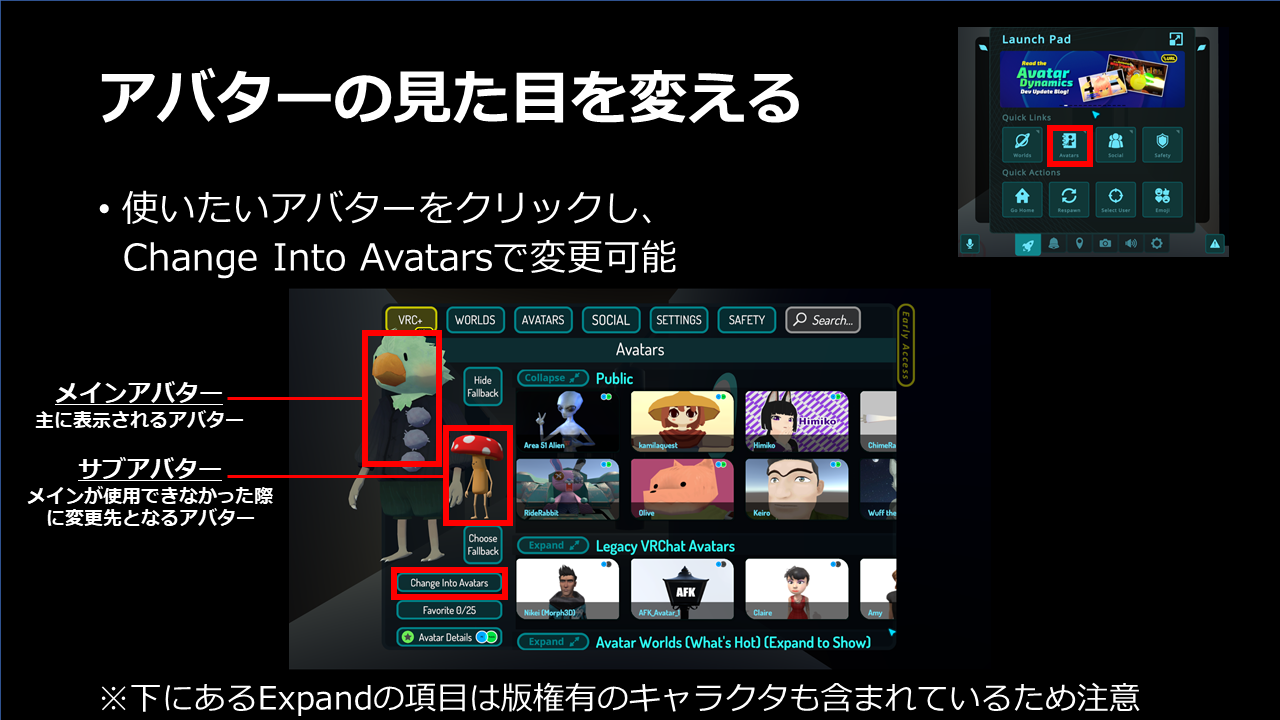 アバターの見た目を変える
• 使いたいアバターをクリックし、
Change Into Avatarsで変更可能
Launch Pad
Read the
Avatar
Dynamics
Dev Update Blog!
Quick Links
Worlds
Avatars
Social
Safety
Quick Actions
Go Home
Respawn
Select User
Emoji
VRC+
WORLDS
AVATARS
SOCIAL
SETTINGS
SAFETY
Search...
Early Access
Avatars
メインアバター
主に表示されるアバター
サブアバター
メインが使用できなかった際
に変更先となるアバター
Hide
Fallback
Choose
Fallback
Change Into Avatars
Favorite 0/25
Avatar Details
Collapse
Public
Area 51 Alien
kamilaquest
Himiko
Himiko
ChimeRa
RideRabbit
Olive
Keiro
Wuff the
Expand
Legacy VRChat Avatars
Nikei (Morph3D)
AFK
AFK_Avatar_1
Claire
Amy
Expand
Avatar Worlds (What's Hot) (Expand to Show)
※下にあるExpandの項目は版権有のキャラクタも含まれているため注意